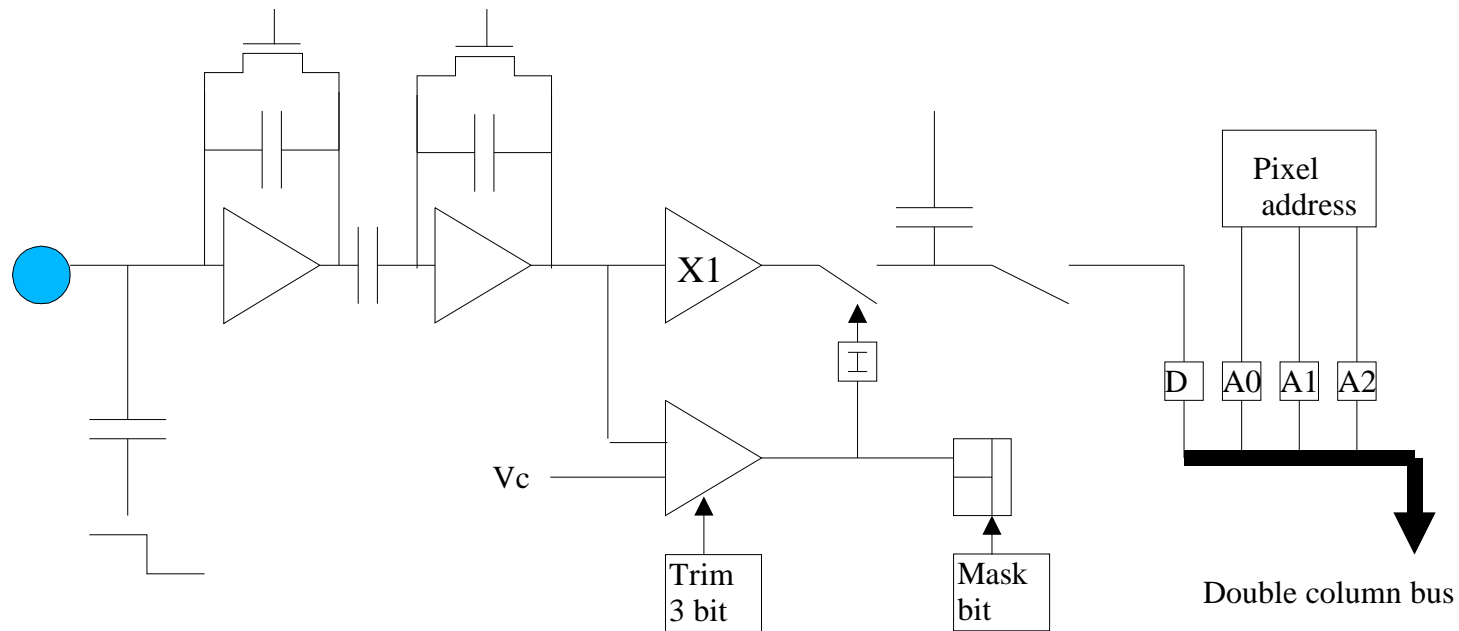 Pixel
address
X1
I
D
A0
A1
A2
Vc
Trim
3 bit
Mask
bit
Double column bus